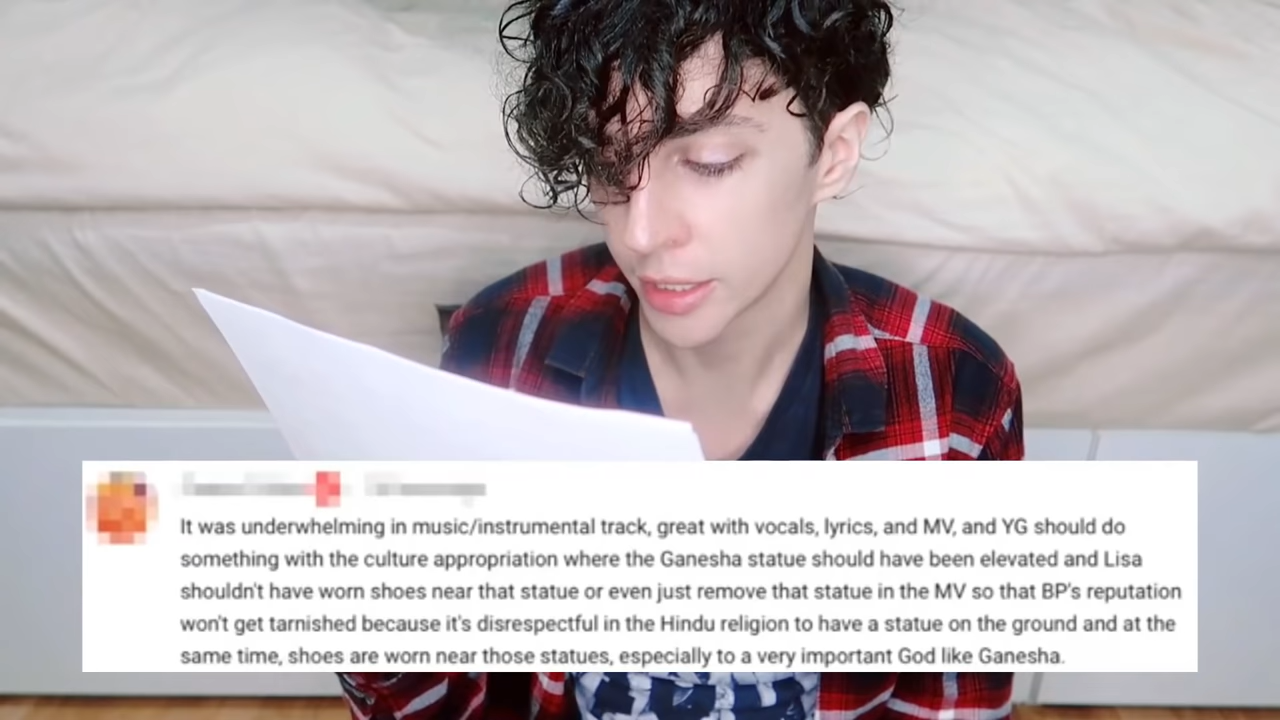 It was underwhelming in music/instrumental track, great with vocals, lyrics, and MV, and YG should do
something with the culture appropriation where the Ganesha statue should have been elevated and Lisa
shouldn't have worn shoes near that statue or even just remove that statue in the MV so that BP's reputation
won't get tarnished because it's disrespectful in the Hindu religion to have a statue on the ground and at the
same time, shoes are worn near those statues, especially to a very important God like Ganesha.